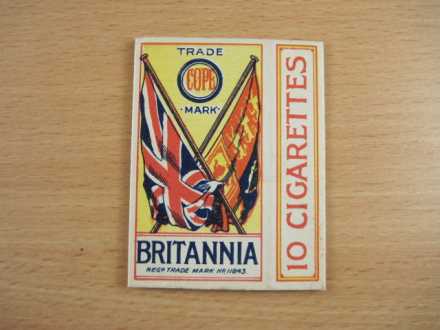 TRADE
COPE
MARK
BRITANNIA
REGD TRADE MARK No 11843.
10 CIGARETTES